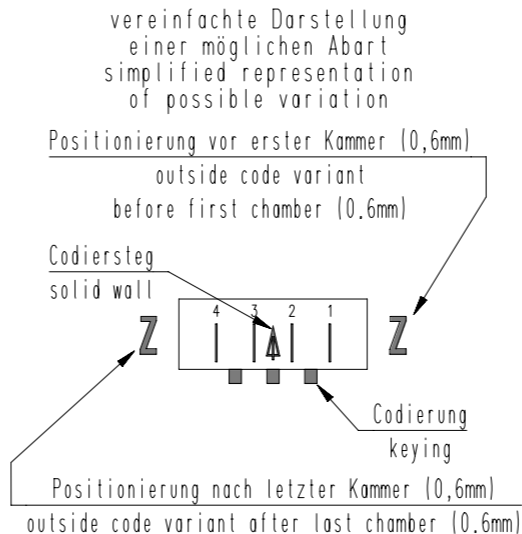 vereinfachte Darstellung
einer möglichen Abart
simplified representation
of possible variation
Positionierung vor erster Kammer (0,6mm)
outside code variant
before first chamber (0.6mm)
Codiersteg
solid wall
4 3 2 1
Z Z
Codierung
keying
Positionierung nach letzter Kammer (0,6mm)
outside code variant after last chamber (0.6mm)